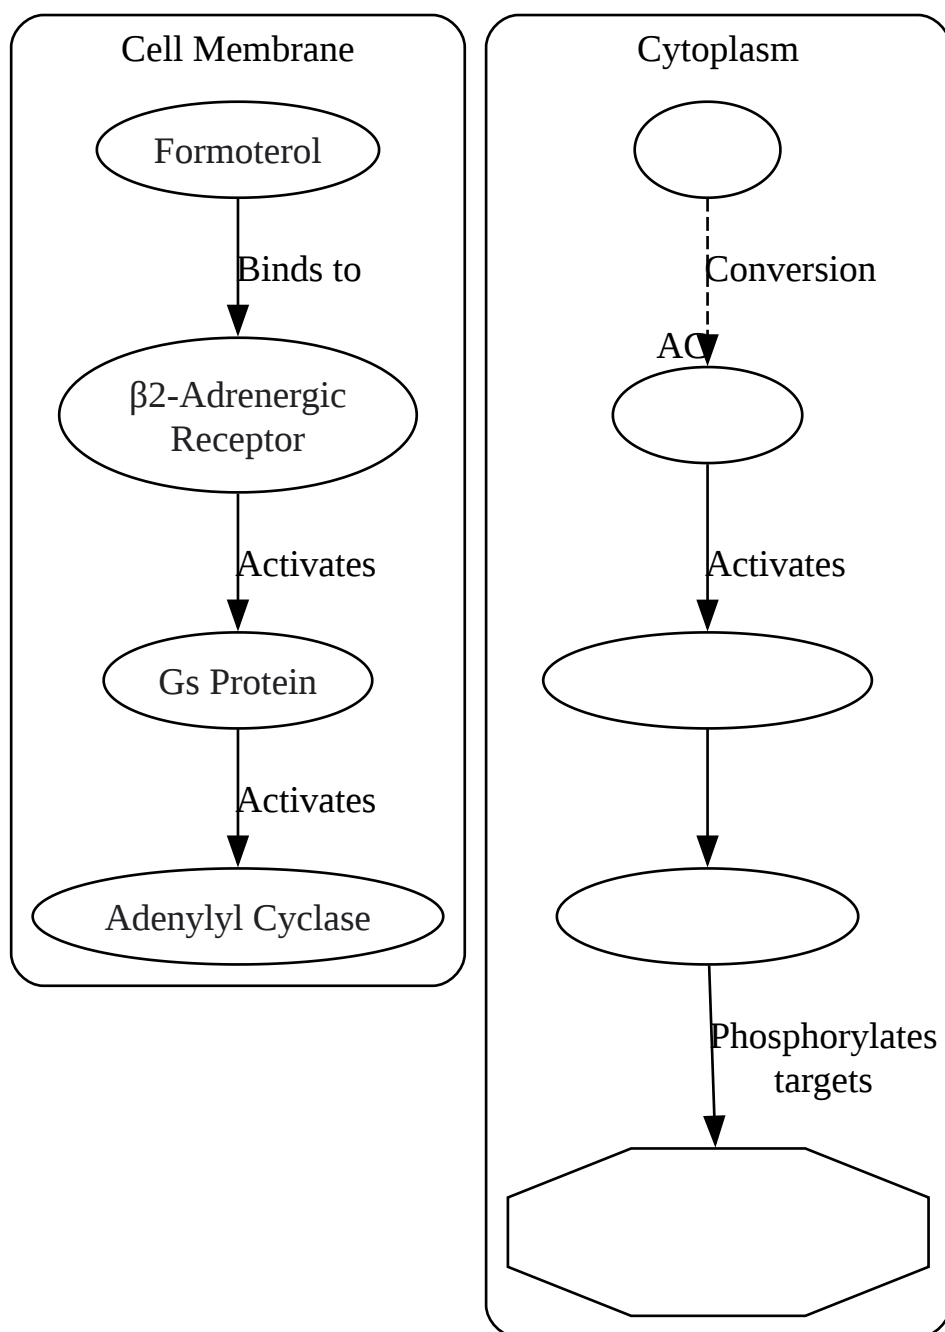 Cell Membrane
Formoterol
Binds to
β2-Adrenergic
Receptor
Activates
Gs Protein
Activates
Adenylyl Cyclase
Cytoplasm
Conversion
AC
Activates
Phosphorylates
targets